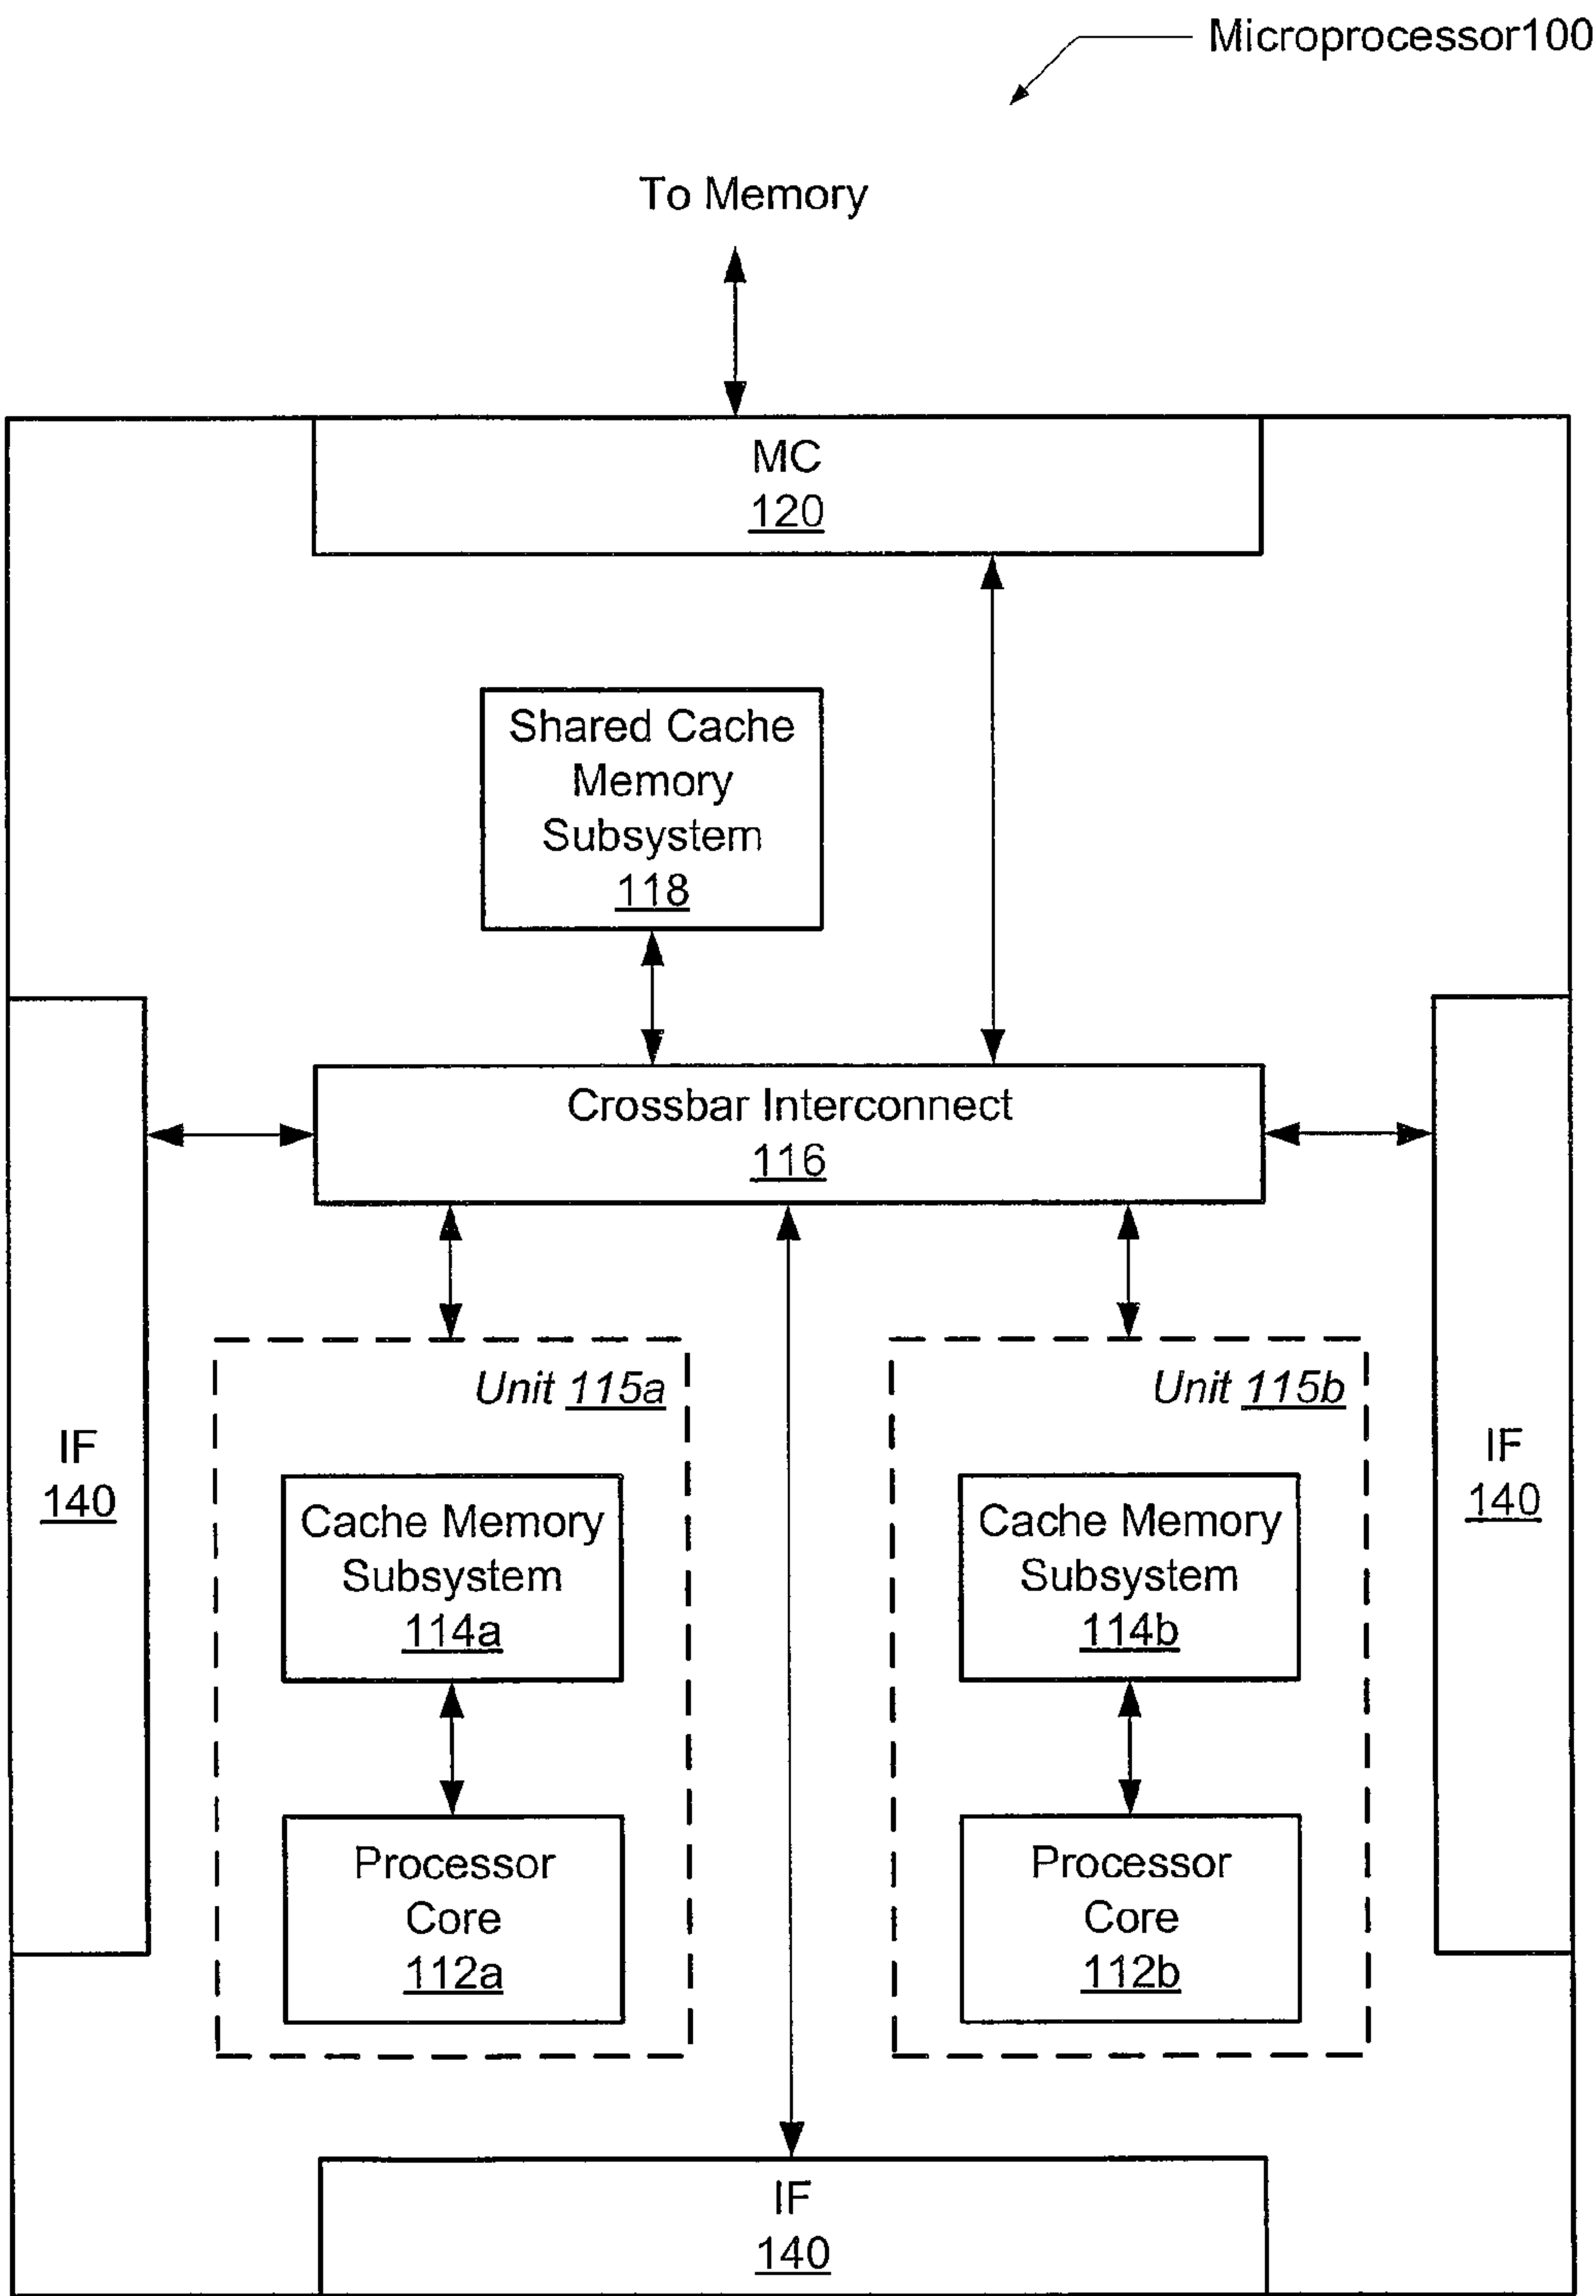 Microprocessor100
To Memory
MC
120
Shared Cache
Memory
Subsystem
118
Crossbar Interconnect
116
IF
140
Unit 115a
Cache Memory
Subsystem
114a
Processor
Core
112a
Unit 115b
Cache Memory
Subsystem
114b
Processor
Core
112b
IF
140
IF
140